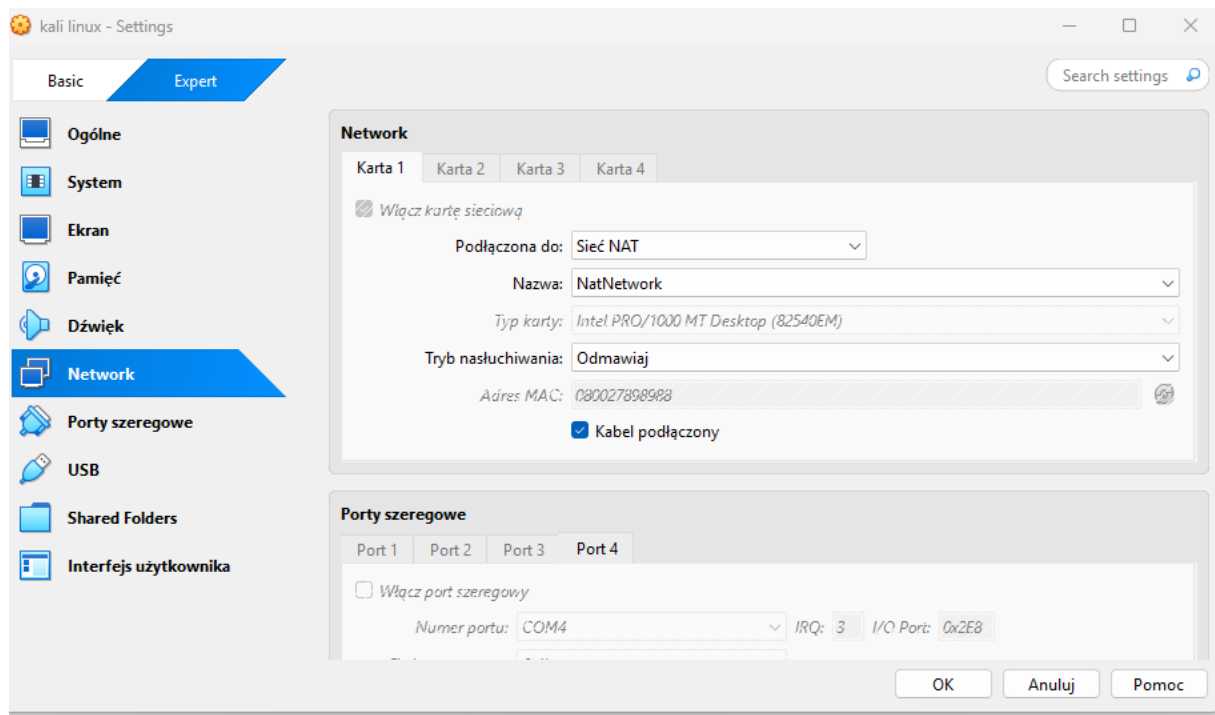 kali linux - Settings
Basic
Expert
Search settings
Ogólne
System
Ekran
Pamięć
Dźwięk
Network
Porty szeregowe
USB
Shared Folders
Interfejs użytkownika
Network
Karta 1 Karta 2 Karta 3 Karta 4
Włącz kartę sieciową
Podłączona do: Sieć NAT
Nazwa: NatNetwork
Typ karty: Intel PRO/1000 MT Desktop (82540EM)
Tryb nasłuchiwania: Odmawiaj
Adres MAC: 080027898988
Kabel podłączony
Porty szeregowe
Port 1 Port 2 Port 3 Port 4
Włącz port szeregowy
Numer portu: COM4 IRQ: 3 I/O Port: 0x2E8
OK Anuluj Pomoc